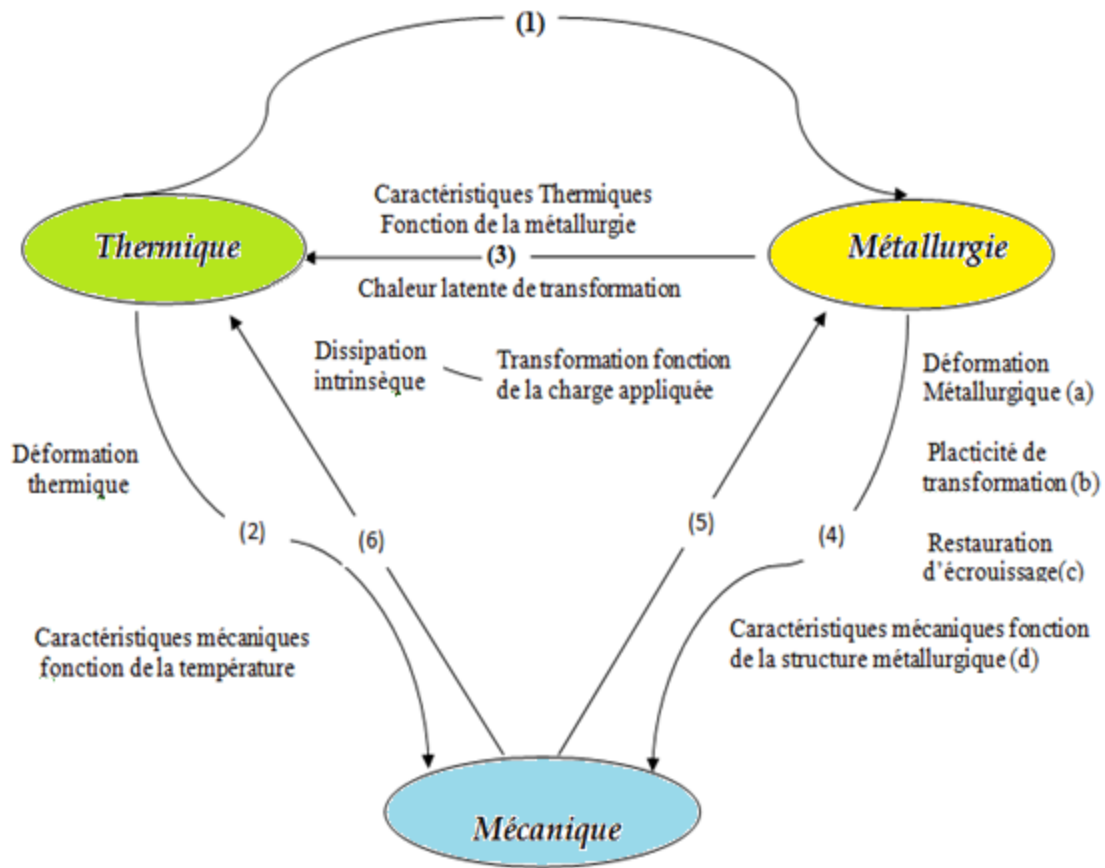 (1)
Caractéristiques Thermiques
Fonction de la métallurgie
Thermique
Métallurgie
(3)
Chaleur latente de transformation
Dissipation
intrinsèque
Transformation fonction
de la charge appliquée
Déformation
Métallurgique (a)
Déformation
thermique
Placticité de
transformation (b)
(2)
(6)
(5)
(4)
Restauration
d'écrouissage(c)
Caractéristiques mécaniques
fonction de la température
Caractéristiques mécaniques fonction
de la structure métallurgique (d)
Mécanique